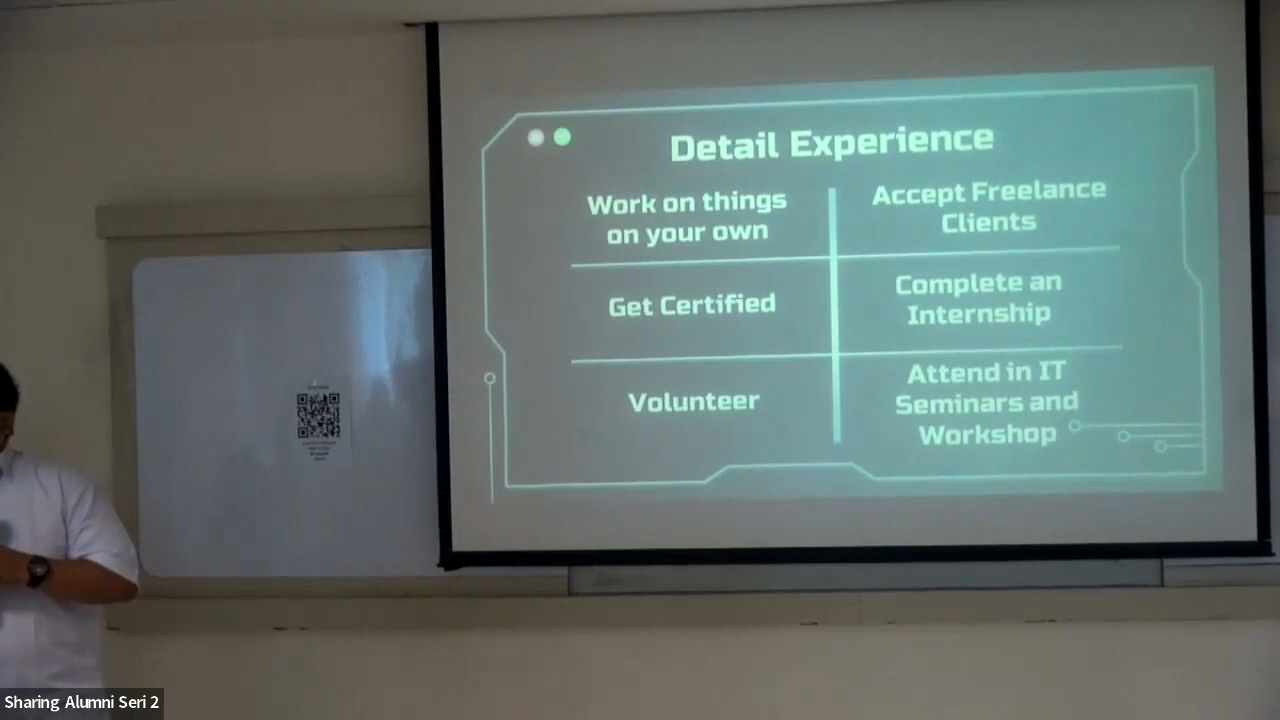 Detail Experience
Work on things
on your own
Accept Freelance
Clients
Get Certified
Complete an
Internship
Volunteer
Attend in IT
Seminars and
Workshop
Sharing Alumni Seri 2